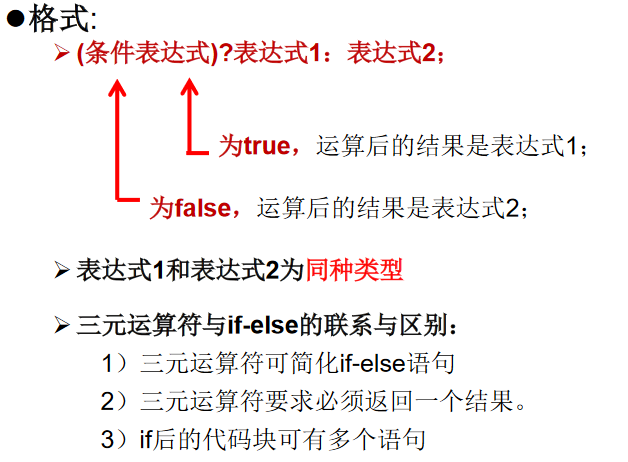 ●格式:
➢ (条件表达式)?表达式1：表达式2；
为true，运算后的结果是表达式1；
为false，运算后的结果是表达式2；
➢ 表达式1和表达式2为同种类型
➢ 三元运算符与if-else的联系与区别：
1）三元运算符可简化if-else语句
2）三元运算符要求必须返回一个结果。
3）if后的代码块可有多个语句